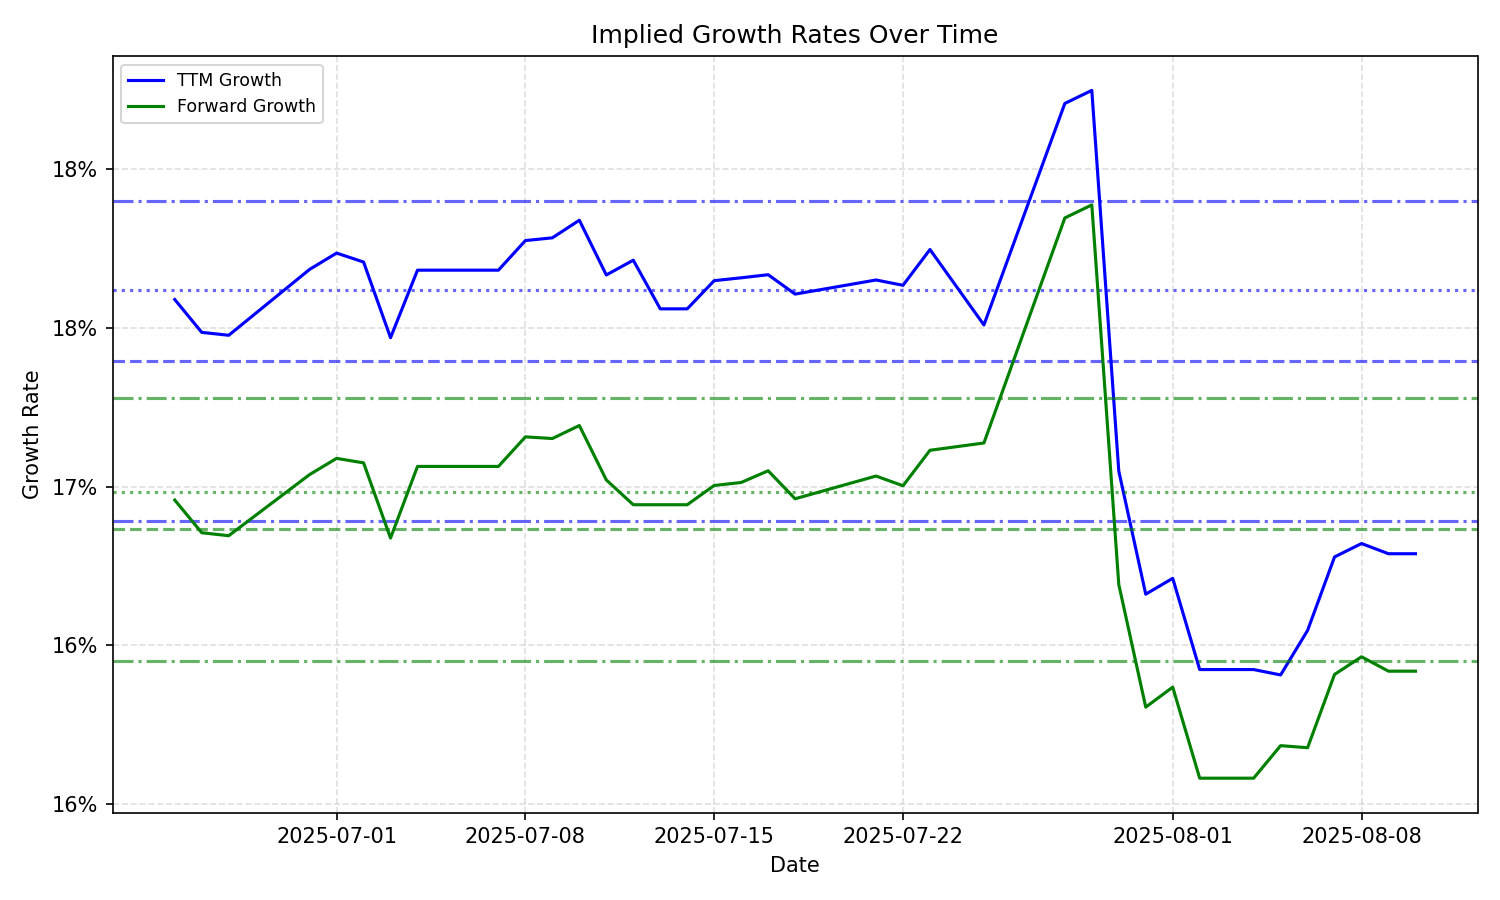 Implied Growth Rates Over Time
TTM Growth
Forward Growth
18%
18%
17%
16%
16%
Growth Rate
2025-07-01
2025-07-08
2025-07-15
2025-07-22
2025-08-01
2025-08-08
Date